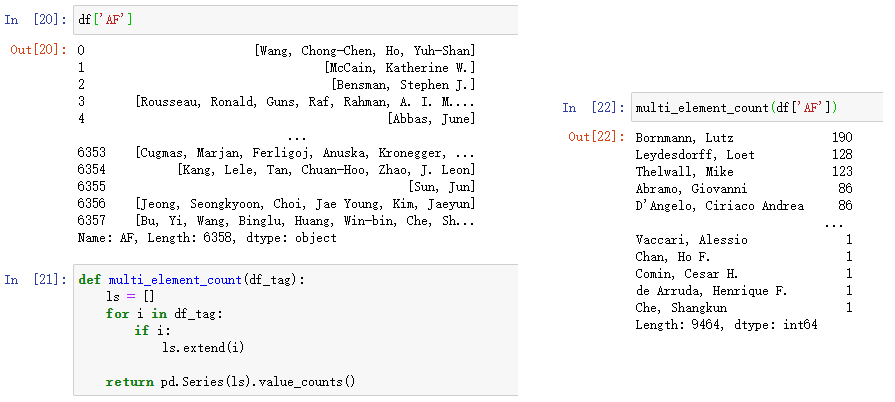 In [20]: df['AF']
Out[20]: 0 [Wang, Chong-Chen, Ho, Yuh-Shan]
1 [McCain, Katherine W.]
2 [Bensman, Stephen J.]
3 [Rousseau, Ronald, Guns, Raf, Rahman, A. I. M....
4 [Abbas, June]
...
6353 [Cugmas, Marjan, Ferligoj, Anuska, Kronegger, ...
6354 [Kang, Lele, Tan, Chuan-Hoo, Zhao, J. Leon]
6355 [Sun, Jun]
6356 [Jeong, Seongkyoon, Choi, Jae Young, Kim, Jaeyun]
6357 [Bu, Yi, Wang, Binglu, Huang, Win-bin, Che, Sh...
Name: AF, Length: 6358, dtype: object
In [21]: def multi_element_count(df_tag):
ls = []
for i in df_tag:
if i:
ls.extend(i)
return pd.Series(ls).value_counts()
In [22]: multi_element_count(df['AF'])
Out[22]: Bornmann, Lutz 190
Leydesdorff, Loet 128
Thelwall, Mike 123
Abramo, Giovanni 86
D'Angelo, Ciriaco Andrea 86
...
Vaccari, Alessio 1
Chan, Ho F. 1
Comin, Cesar H. 1
de Arruda, Henrique F. 1
Che, Shangkun 1
Length: 9464, dtype: int64